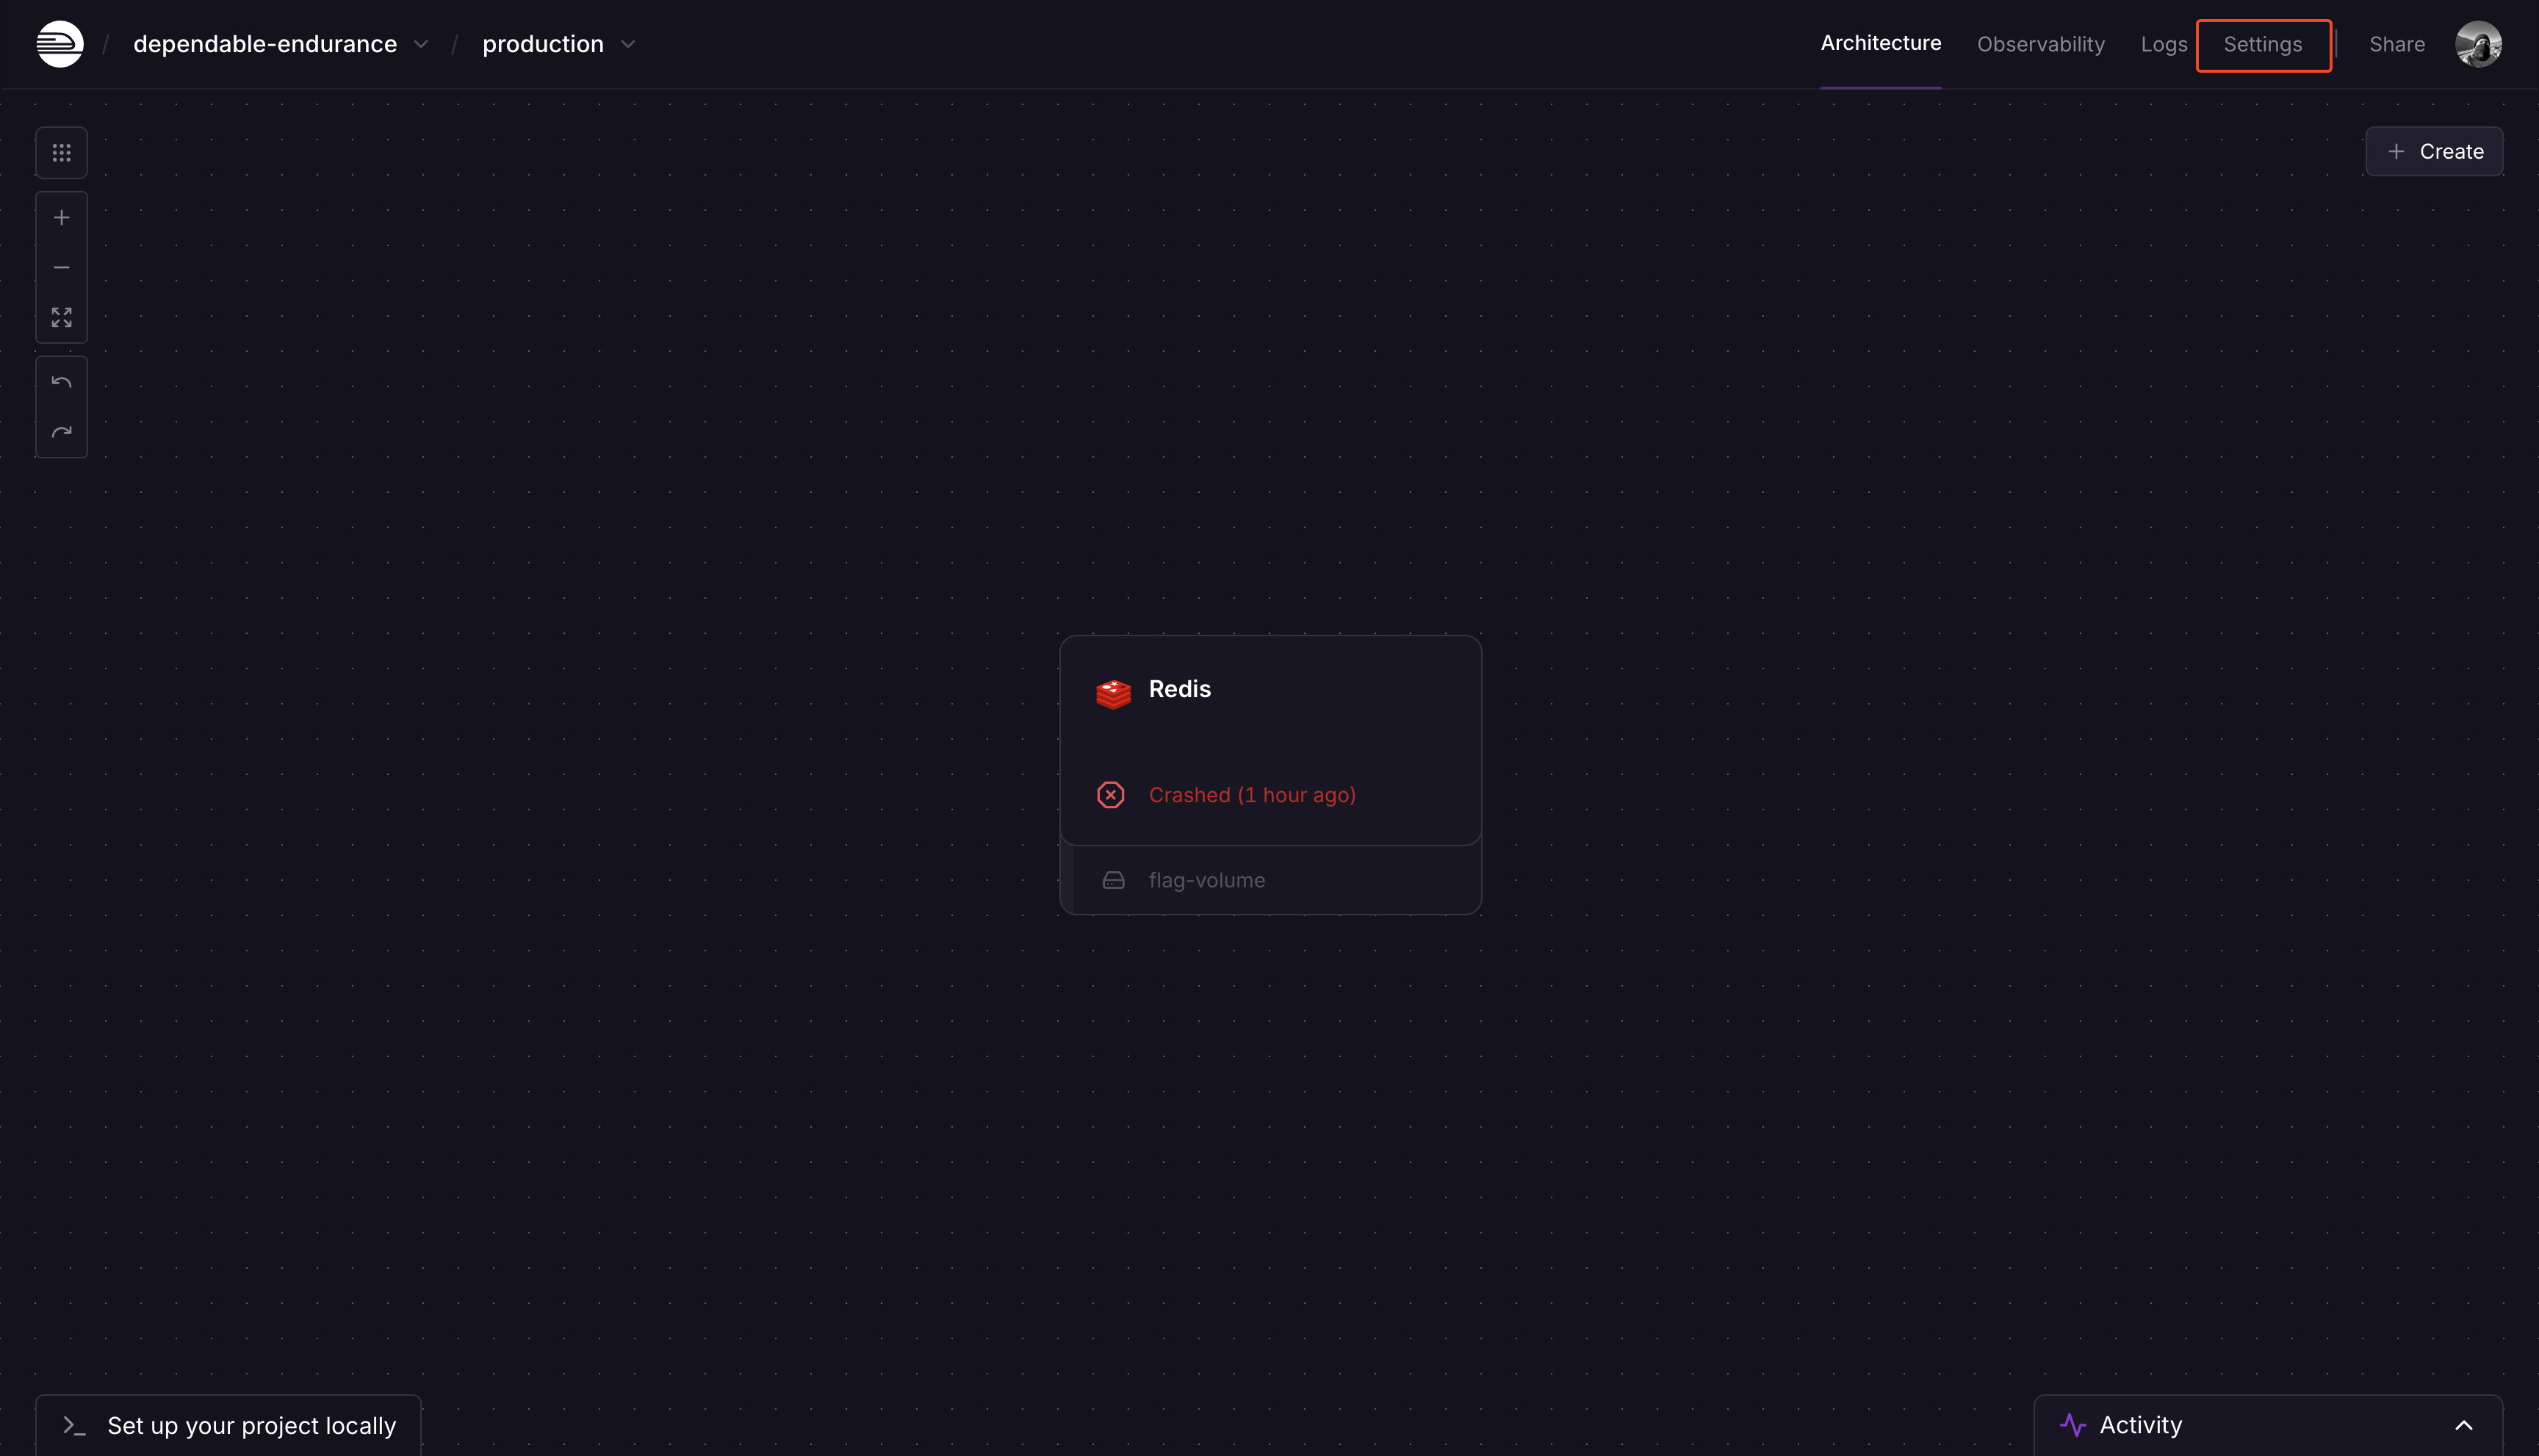 / dependable-endurance / production
Architecture Observability Logs Settings Share
Create
Redis
Crashed (1 hour ago)
flag-volume
Set up your project locally
Activity